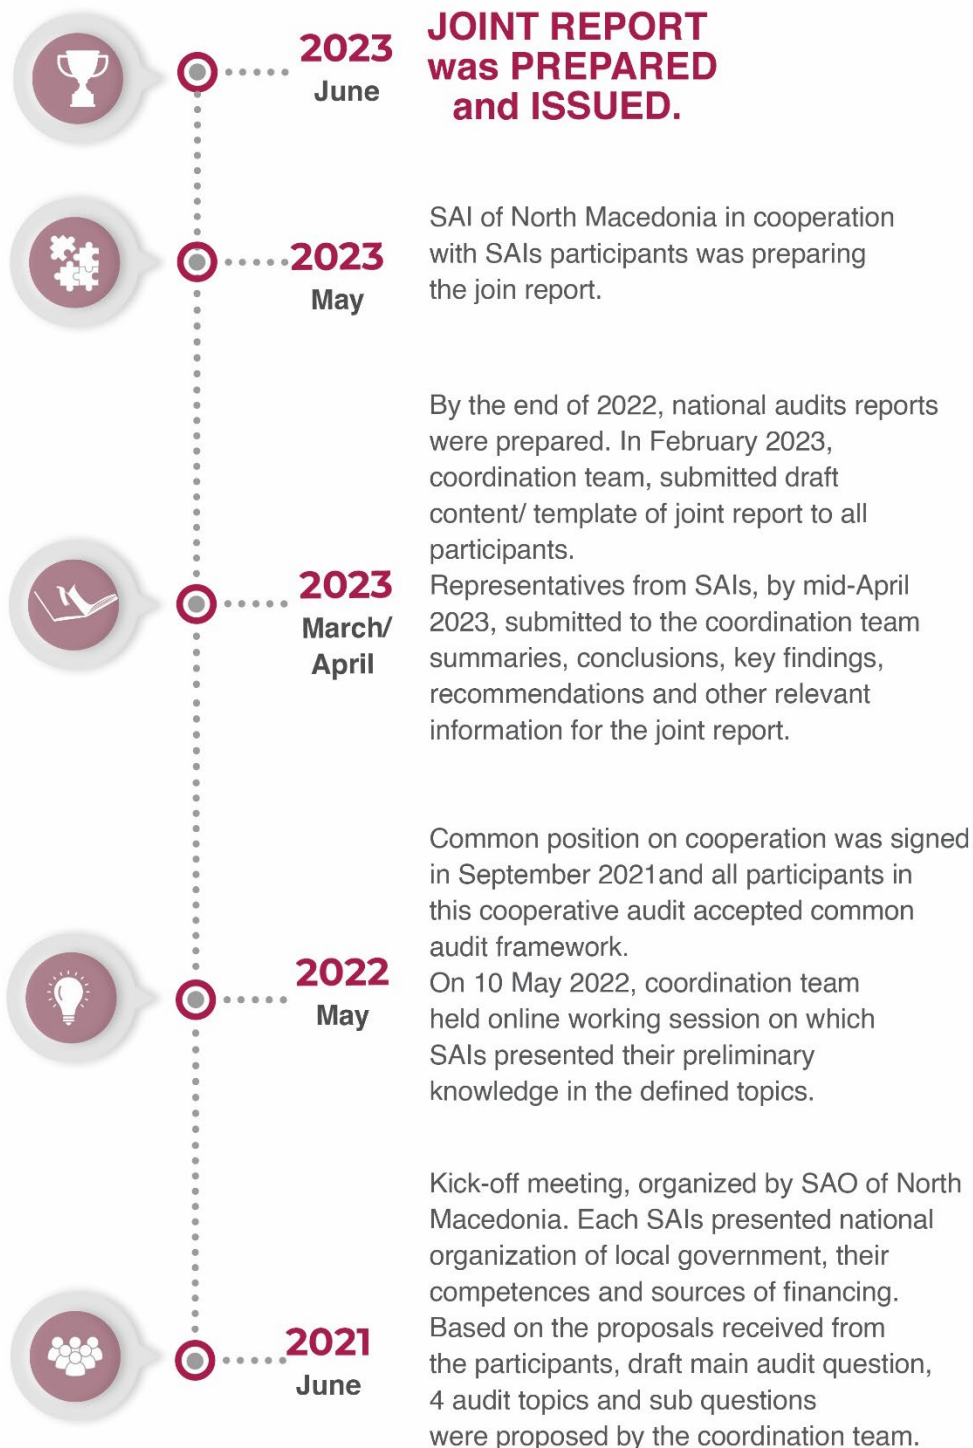 2023
June
JOINT REPORT
was PREPARED
and ISSUED.
2023
May
SAI of North Macedonia in cooperation
with SAIs participants was preparing
the join report.
2023
March/
April
By the end of 2022, national audits reports
were prepared. In February 2023,
coordination team, submitted draft
content/ template of joint report to all
participants.
Representatives from SAIs, by mid-April
2023, submitted to the coordination team
summaries, conclusions, key findings,
recommendations and other relevant
information for the joint report.
2022
May
Common position on cooperation was signed
in September 2021and all participants in
this cooperative audit accepted common
audit framework.
On 10 May 2022, coordination team
held online working session on which
SAIs presented their preliminary
knowledge in the defined topics.
2021
June
Kick-off meeting, organized by SAO of North
Macedonia. Each SAIs presented national
organization of local government, their
competences and sources of financing.
Based on the proposals received from
the participants, draft main audit question,
4 audit topics and sub questions
were proposed by the coordination team.